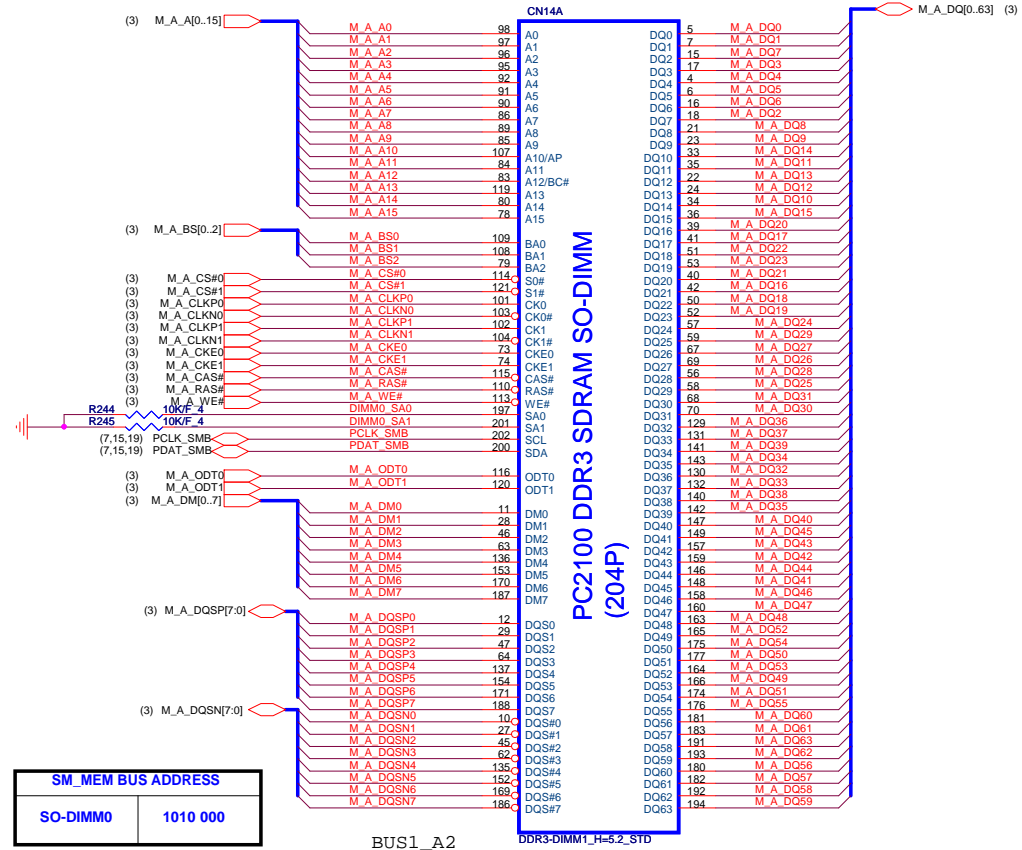 CN14A
(3) M_A_A[0..15]
M_A_DQ[0..63] (3)
M_A_A0 98 A0 DQ0 5 M_A_DQ0
M_A_A1 97 A1 DQ1 7 M_A_DQ1
M_A_A2 96 A2 DQ2 15 M_A_DQ7
M_A_A3 95 A3 DQ3 17 M_A_DQ3
M_A_A4 92 A4 DQ4 4 M_A_DQ4
M_A_A5 91 A5 DQ5 6 M_A_DQ5
M_A_A6 90 A6 DQ6 16 M_A_DQ6
M_A_A7 86 A7 DQ7 18 M_A_DQ2
M_A_A8 89 A8 DQ8 21 M_A_DQ8
M_A_A9 85 A9 DQ9 23 M_A_DQ9
M_A_A10 107 A10/AP DQ10 33 M_A_DQ14
M_A_A11 84 A11 DQ11 35 M_A_DQ11
M_A_A12 83 A12/BC# DQ12 22 M_A_DQ13
M_A_A13 119 A13 DQ13 24 M_A_DQ12
M_A_A14 80 A14 DQ14 34 M_A_DQ10
M_A_A15 78 A15 DQ15 36 M_A_DQ15
DQ16 39 M_A_DQ20
(3) M_A_BS[0..2]
M_A_BS0 109 BA0 DQ17 41 M_A_DQ17
M_A_BS1 108 BA1 DQ18 51 M_A_DQ22
M_A_BS2 79 BA2 DQ19 53 M_A_DQ23
(3) M_A_CS#0 M_A_CS#0 114 S0# DQ20 40 M_A_DQ21
(3) M_A_CS#1 M_A_CS#1 121 S1# DQ21 42 M_A_DQ16
(3) M_A_CLKP0 M_A_CLKP0 101 CK0 DQ22 50 M_A_DQ18
(3) M_A_CLKN0 M_A_CLKN0 103 CK0# DQ23 52 M_A_DQ19
(3) M_A_CLKP1 M_A_CLKP1 102 CK1 DQ24 57 M_A_DQ24
(3) M_A_CLKN1 M_A_CLKN1 104 CK1# DQ25 59 M_A_DQ29
(3) M_A_CKE0 M_A_CKE0 73 CKE0 DQ26 67 M_A_DQ27
(3) M_A_CKE1 M_A_CKE1 74 CKE1 DQ27 69 M_A_DQ26
(3) M_A_CAS# M_A_CAS# 115 CAS# DQ28 56 M_A_DQ28
(3) M_A_RAS# M_A_RAS# 110 RAS# DQ29 58 M_A_DQ25
(3) M_A_WE# M_A_WE# 113 WE# DQ30 68 M_A_DQ31
R244 10K/F_4 DIMM0_SA0 197 SA0 DQ31 70 M_A_DQ30
R245 10K/F_4 DIMM0_SA1 201 SA1 DQ32 129 M_A_DQ36
(7,15,19) PCLK_SMB PCLK_SMB 202 SCL DQ33 131 M_A_DQ37
(7,15,19) PDAT_SMB PDAT_SMB 200 SDA DQ34 141 M_A_DQ39
DQ35 143 M_A_DQ34
(3) M_A_ODT0 M_A_ODT0 116 ODT0 DQ36 130 M_A_DQ32
(3) M_A_ODT1 M_A_ODT1 120 ODT1 DQ37 132 M_A_DQ33
(3) M_A_DM[0..7] DQ38 140 M_A_DQ38
M_A_DM0 11 DM0 DQ39 142 M_A_DQ35
M_A_DM1 28 DM1 DQ40 147 M_A_DQ40
M_A_DM2 46 DM2 DQ41 149 M_A_DQ45
M_A_DM3 63 DM3 DQ42 157 M_A_DQ43
M_A_DM4 136 DM4 DQ43 159 M_A_DQ42
M_A_DM5 153 DM5 DQ44 146 M_A_DQ44
M_A_DM6 170 DM6 DQ45 148 M_A_DQ41
M_A_DM7 187 DM7 DQ46 158 M_A_DQ46
DQ47 160 M_A_DQ47
(3) M_A_DQSP[7:0]
M_A_DQSP0 12 DQS0 DQ48 163 M_A_DQ48
M_A_DQSP1 29 DQS1 DQ49 165 M_A_DQ52
M_A_DQSP2 47 DQS2 DQ50 175 M_A_DQ54
M_A_DQSP3 64 DQS3 DQ51 177 M_A_DQ50
M_A_DQSP4 137 DQS4 DQ52 164 M_A_DQ53
M_A_DQSP5 154 DQS5 DQ53 166 M_A_DQ49
M_A_DQSP6 171 DQS6 DQ54 174 M_A_DQ51
M_A_DQSP7 188 DQS7 DQ55 176 M_A_DQ55
(3) M_A_DQSN[7:0]
M_A_DQSN0 10 DQS#0 DQ56 181 M_A_DQ60
M_A_DQSN1 27 DQS#1 DQ57 183 M_A_DQ61
M_A_DQSN2 45 DQS#2 DQ58 191 M_A_DQ63
M_A_DQSN3 62 DQS#3 DQ59 193 M_A_DQ62
M_A_DQSN4 135 DQS#4 DQ60 180 M_A_DQ56
M_A_DQSN5 152 DQS#5 DQ61 182 M_A_DQ57
M_A_DQSN6 169 DQS#6 DQ62 192 M_A_DQ58
M_A_DQSN7 186 DQS#7 DQ63 194 M_A_DQ59
PC2100 DDR3 SDRAM SO-DIMM
(204P)
SM_MEM BUS ADDRESS
SO-DIMM0 1010 000
BUS1_A2
DDR3-DIMM1_H=5.2_STD